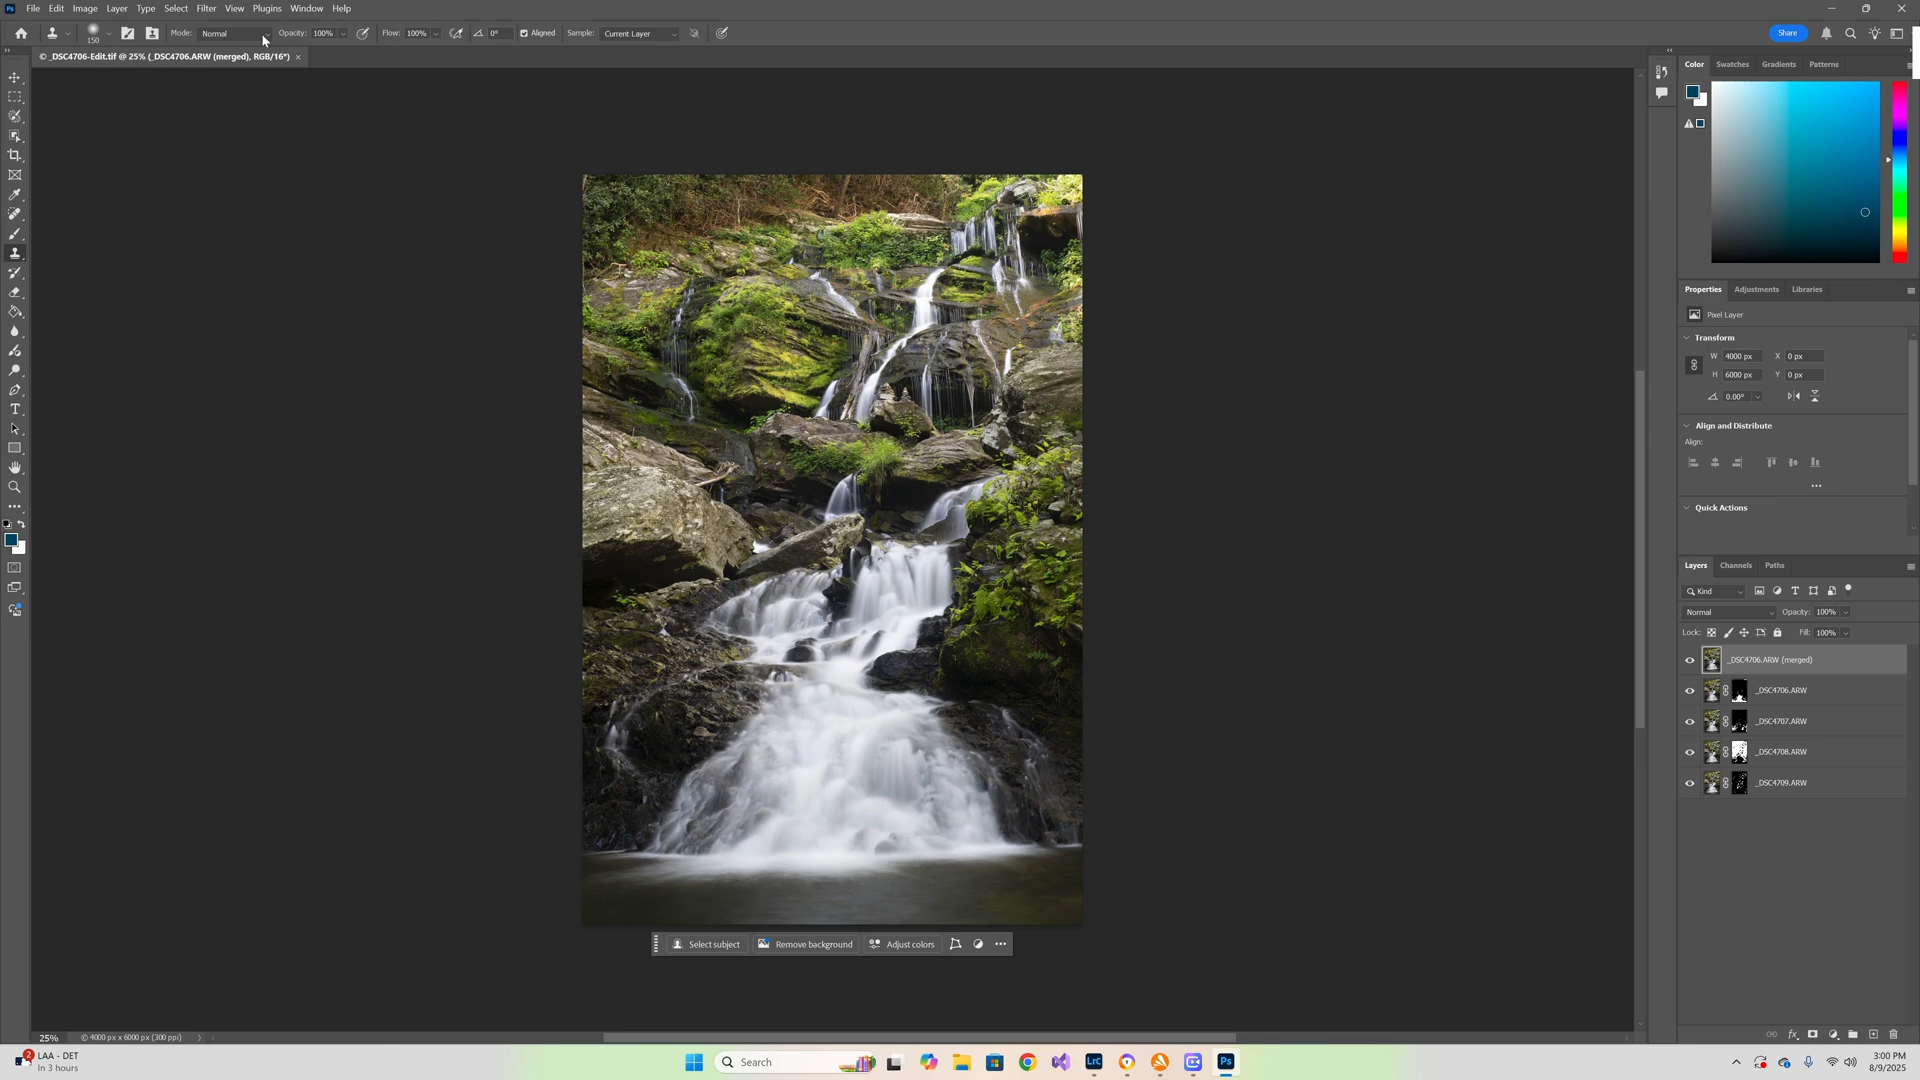 Ps File Edit Image Layer Type Select Filter View Plugins Window Help
150 Mode: Normal Opacity: 100% Flow: 100% 0° Aligned Sample: Current Layer Share
© _DSC4706-Edit.tif @ 25% (_DSC4706.ARW (merged), RGB/16*) ×
Color Swatches Gradients Patterns
Properties Adjustments Libraries
Pixel Layer
Transform
W 4000 px X 0 px
H 6000 px Y 0 px
0.00°
Align and Distribute
Align:
Quick Actions
Layers Channels Paths
Kind
Normal Opacity: 100%
Lock: Fill: 100%
_DSC4706.ARW (merged)
_DSC4706.ARW
_DSC4707.ARW
_DSC4708.ARW
_DSC4709.ARW
Select subject Remove background Adjust colors
25% © 4000 px x 6000 px (300 ppi)
2 LAA - DET
In 3 hours
Search
LrC Ps
3:00 PM
8/9/2025